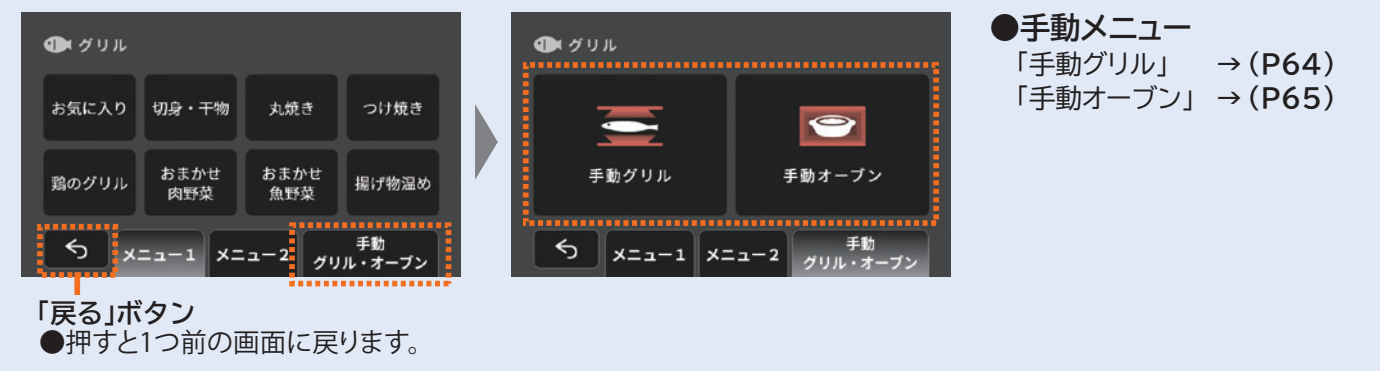 グリル
お気に入り
切身・干物
丸焼き
つけ焼き
鶏のグリル
おまかせ
肉野菜
おまかせ
魚野菜
揚げ物温め
メニュー1
メニュー2
手動
グリル・オーブン
「戻る」ボタン
●押すと1つ前の画面に戻ります。
グリル
手動グリル
手動オーブン
メニュー1
メニュー2
手動
グリル・オーブン
●手動メニュー
「手動グリル」 →(P64)
「手動オーブン」 →(P65)